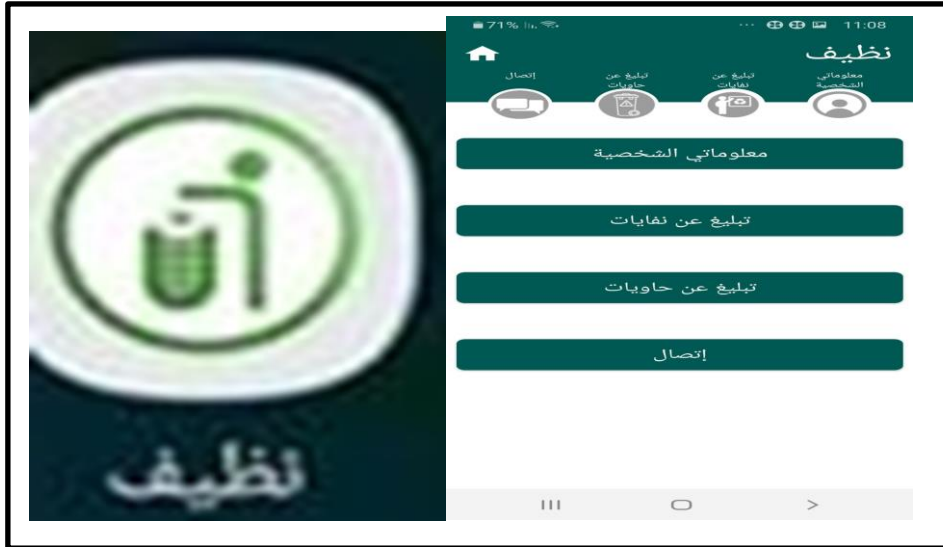 نظيف
71%
11:08
نظيف
معلوماتي الشخصية
تبليغ عن نفايات
تبليغ عن حاويات
إتصال
معلوماتي الشخصية
تبليغ عن نفايات
تبليغ عن حاويات
إتصال